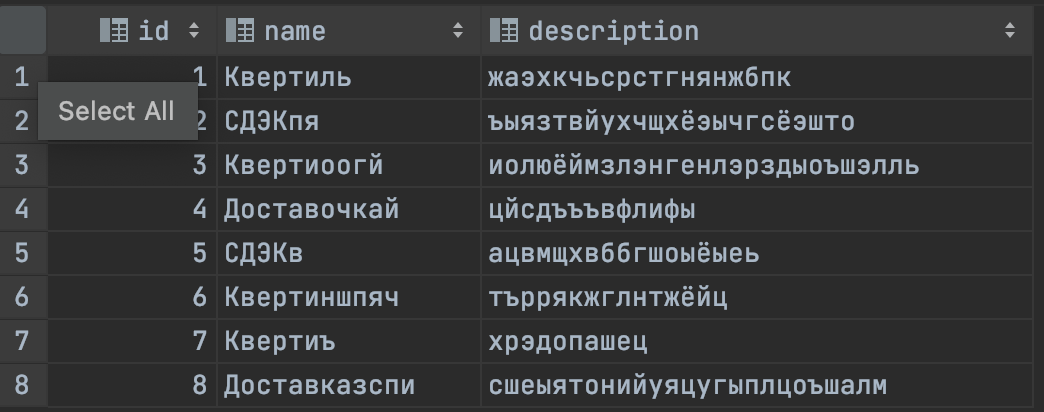 id name description
1 1 Квертиль жаэхкчьсрстгнянжбпк
Select All
2 2 СДЭКпя ъыязтвйухчщхёэычгсёэшто
3 3 Квертиоогй иолюёймзлэнгенлэрздыоъшэлль
4 4 Доставочкай цйсдъъъвфлифы
5 5 СДЭКв ацвмщхвббгшоыёыеь
6 6 Квертиншпяч търрякжглнтжёйц
7 7 Квертиъ хрэдопашец
8 8 Доставказспи сшеыятонийуяцугыплцоъшалм